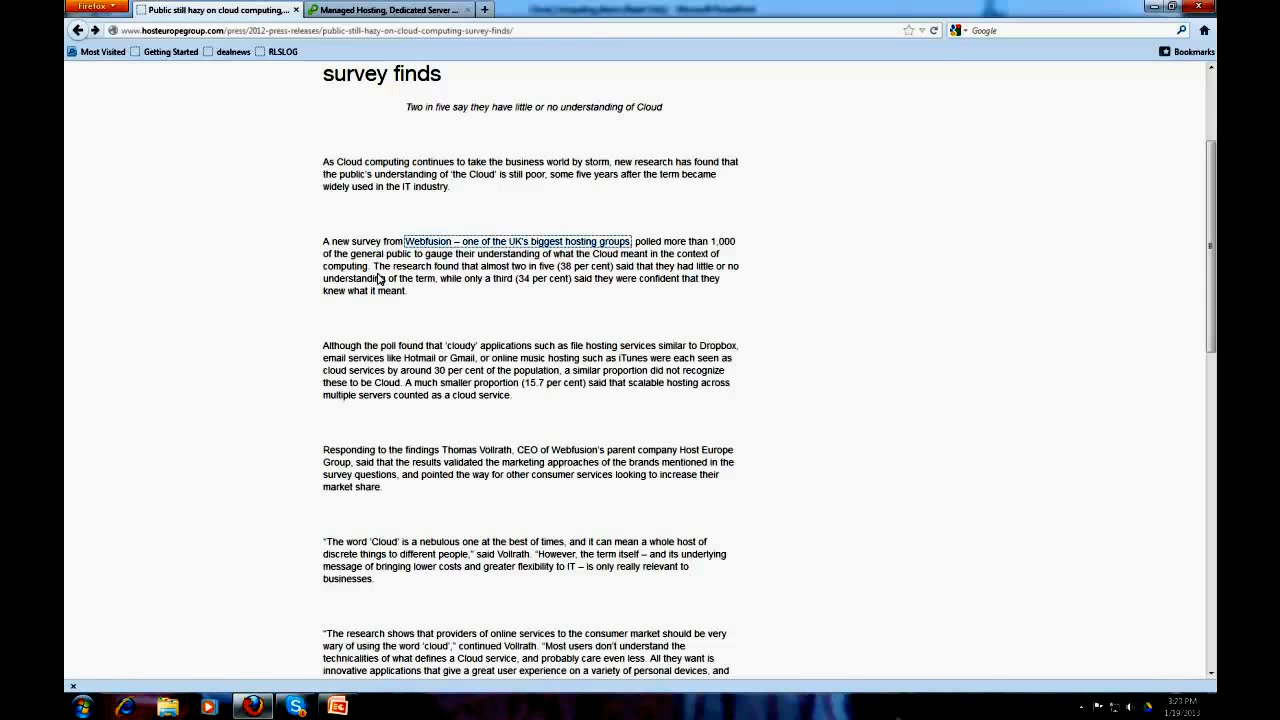 Firefox
Public still hazy on cloud computing,...
Managed Hosting, Dedicated Server ...
www.hosteuropegroup.com/press/2012-press-releases/public-still-hazy-on-cloud-computing-survey-finds/
Google
Most Visited
Getting Started
dealnews
RLSLOG
Bookmarks
survey finds
Two in five say they have little or no understanding of Cloud
As Cloud computing continues to take the business world by storm, new research has found that
the public's understanding of 'the Cloud' is still poor, some five years after the term became
widely used in the IT industry.
A new survey from Webfusion – one of the UK's biggest hosting groups, polled more than 1,000
of the general public to gauge their understanding of what the Cloud meant in the context of
computing. The research found that almost two in five (38 per cent) said that they had little or no
understanding of the term, while only a third (34 per cent) said they were confident that they
knew what it meant.
Although the poll found that 'cloudy' applications such as file hosting services similar to Dropbox,
email services like Hotmail or Gmail, or online music hosting such as iTunes were each seen as
cloud services by around 30 per cent of the population, a similar proportion did not recognize
these to be Cloud. A much smaller proportion (15.7 per cent) said that scalable hosting across
multiple servers counted as a cloud service.
Responding to the findings Thomas Vollrath, CEO of Webfusion's parent company Host Europe
Group, said that the results validated the marketing approaches of the brands mentioned in the
survey questions, and pointed the way for other consumer services looking to increase their
market share.
"The word 'Cloud' is a nebulous one at the best of times, and it can mean a whole host of
discrete things to different people," said Vollrath. "However, the term itself – and its underlying
message of bringing lower costs and greater flexibility to IT – is only really relevant to
businesses.
"The research shows that providers of online services to the consumer market should be very
wary of using the word 'cloud'," continued Vollrath. "Most users don't understand the
technicalities of what defines a Cloud service, and probably care even less. All they want is
innovative applications that give a great user experience on a variety of personal devices, and
3:23 PM
1/19/2013